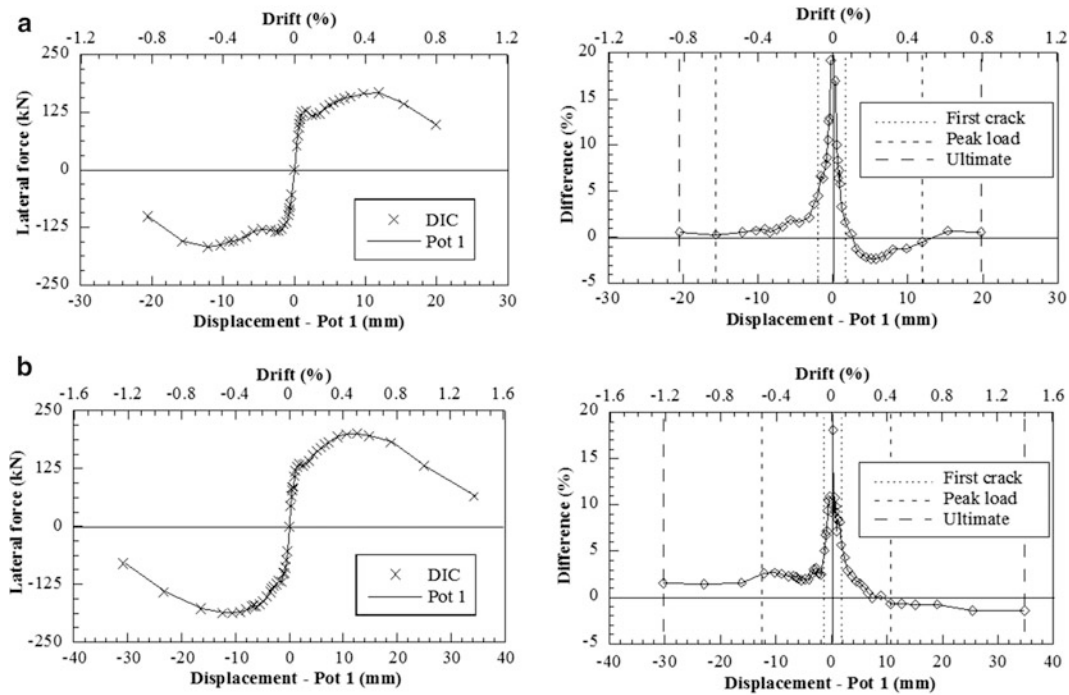 a
Drift (%)
-1.2 -0.8 -0.4 0 0.4 0.8 1.2
Lateral force (kN)
250
125
0
-125
-250
DIC
Pot 1
-30 -20 -10 0 10 20 30
Displacement - Pot 1 (mm)
Drift (%)
-1.2 -0.8 -0.4 0 0.4 0.8 1.2
Difference (%)
20
15
10
5
0
-5
First crack
Peak load
Ultimate
-30 -20 -10 0 10 20 30
Displacement - Pot 1 (mm)
b
Drift (%)
-1.6 -1.2 -0.8 -0.4 0 0.4 0.8 1.2 1.6
Lateral force (kN)
250
125
0
-125
-250
DIC
Pot 1
-40 -30 -20 -10 0 10 20 30 40
Displacement - Pot 1 (mm)
Drift (%)
-1.6 -1.2 -0.8 -0.4 0 0.4 0.8 1.2 1.6
Difference (%)
20
15
10
5
0
-5
First crack
Peak load
Ultimate
-40 -30 -20 -10 0 10 20 30 40
Displacement - Pot 1 (mm)